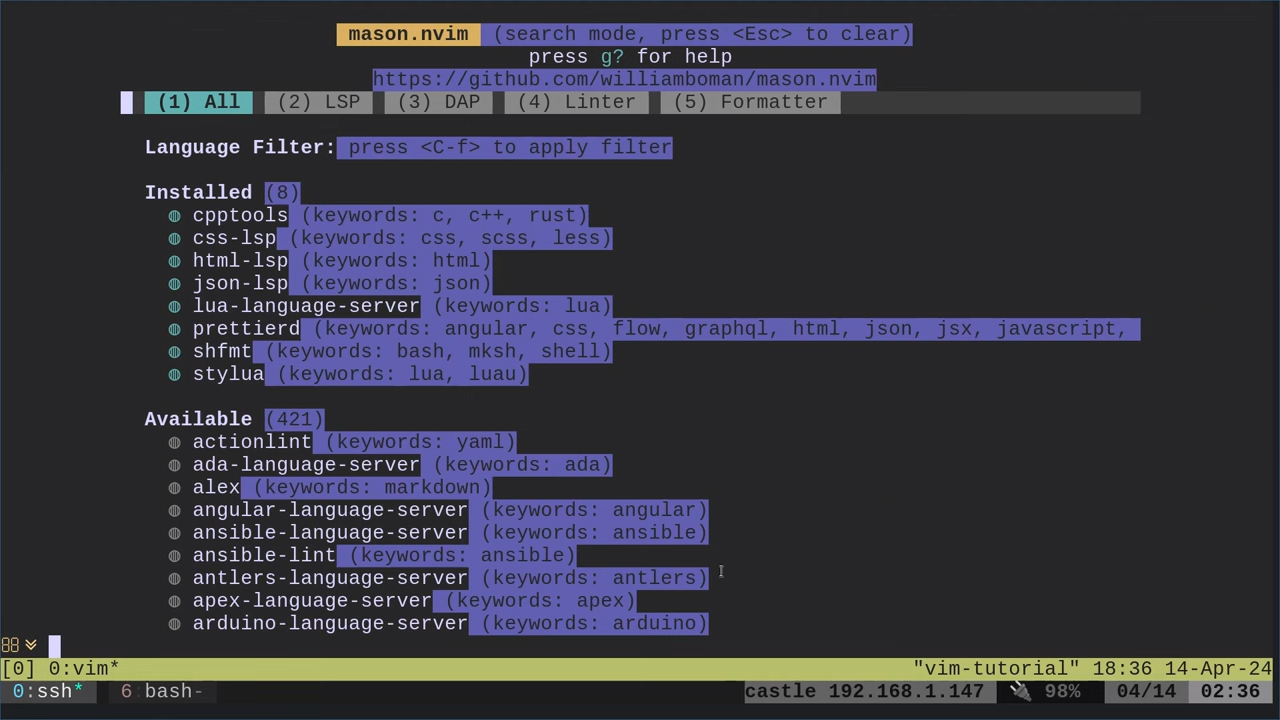 mason.nvim (search mode, press <Esc> to clear)
press g? for help
https://github.com/williamboman/mason.nvim
(1) All (2) LSP (3) DAP (4) Linter (5) Formatter
Language Filter: press <C-f> to apply filter
Installed (8)
◍ cpptools (keywords: c, c++, rust)
◍ css-lsp (keywords: css, scss, less)
◍ html-lsp (keywords: html)
◍ json-lsp (keywords: json)
◍ lua-language-server (keywords: lua)
◍ prettierd (keywords: angular, css, flow, graphql, html, json, jsx, javascript,
◍ shfmt (keywords: bash, mksh, shell)
◍ stylua (keywords: lua, luau)
Available (421)
◍ actionlint (keywords: yaml)
◍ ada-language-server (keywords: ada)
◍ alex (keywords: markdown)
◍ angular-language-server (keywords: angular)
◍ ansible-language-server (keywords: ansible)
◍ ansible-lint (keywords: ansible)
◍ antlers-language-server (keywords: antlers)
◍ apex-language-server (keywords: apex)
◍ arduino-language-server (keywords: arduino)
[0] 0:vim* "vim-tutorial" 18:36 14-Apr-24
0:ssh* 6 bash- castle 192.168.1.147 98% 04/14 02:36